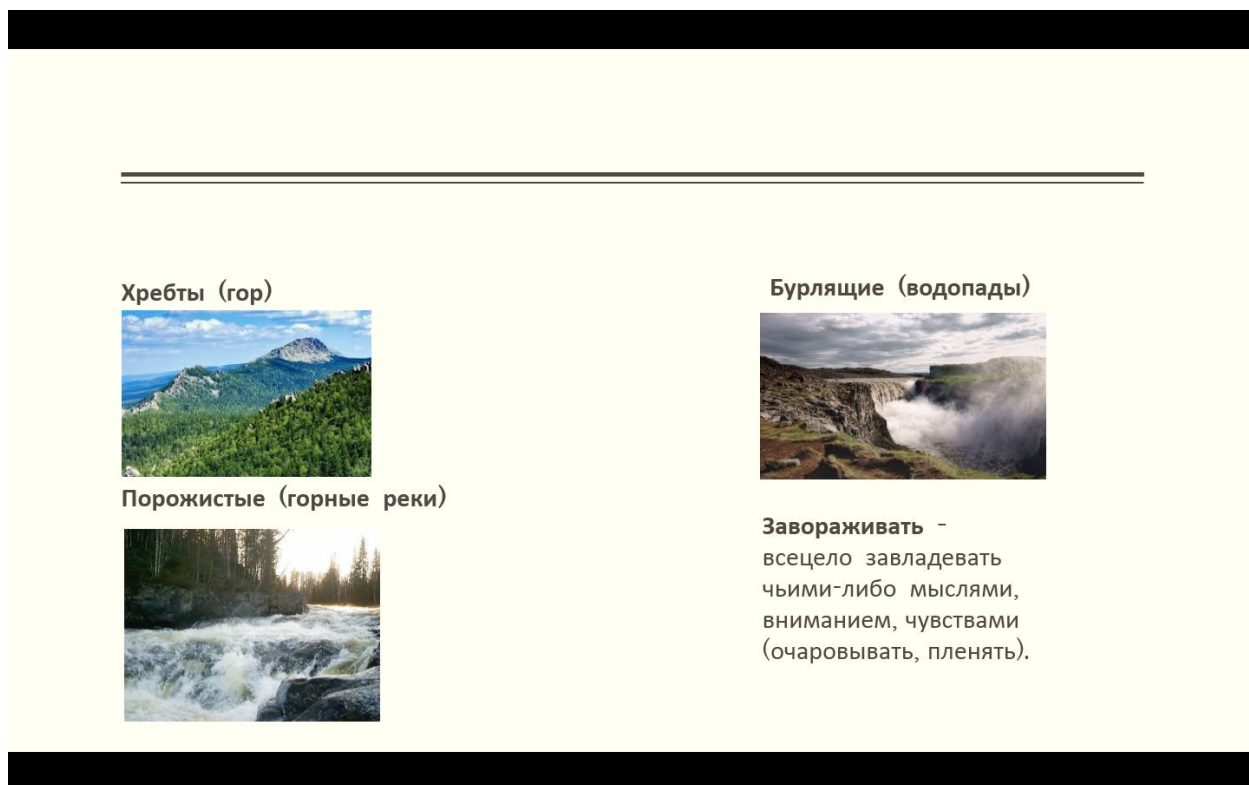 Хребты (гор)
Порожистые (горные реки)
Бурлящие (водопады)
Завораживать -
всецело завладевать
чьими-либо мыслями,
вниманием, чувствами
(очаровывать, пленять).